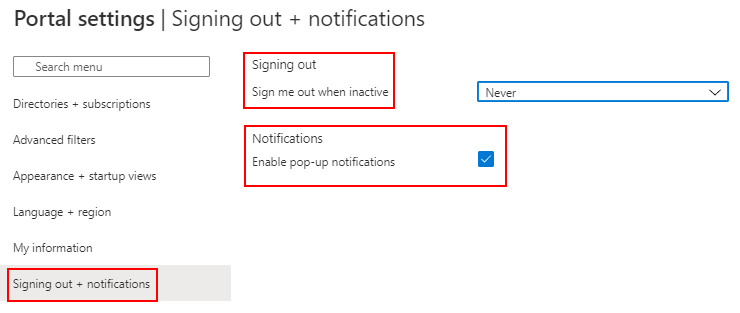 Portal settings | Signing out + notifications
Search menu
Directories + subscriptions
Advanced filters
Appearance + startup views
Language + region
My information
Signing out + notifications
Signing out
Sign me out when inactive
Never
Notifications
Enable pop-up notifications